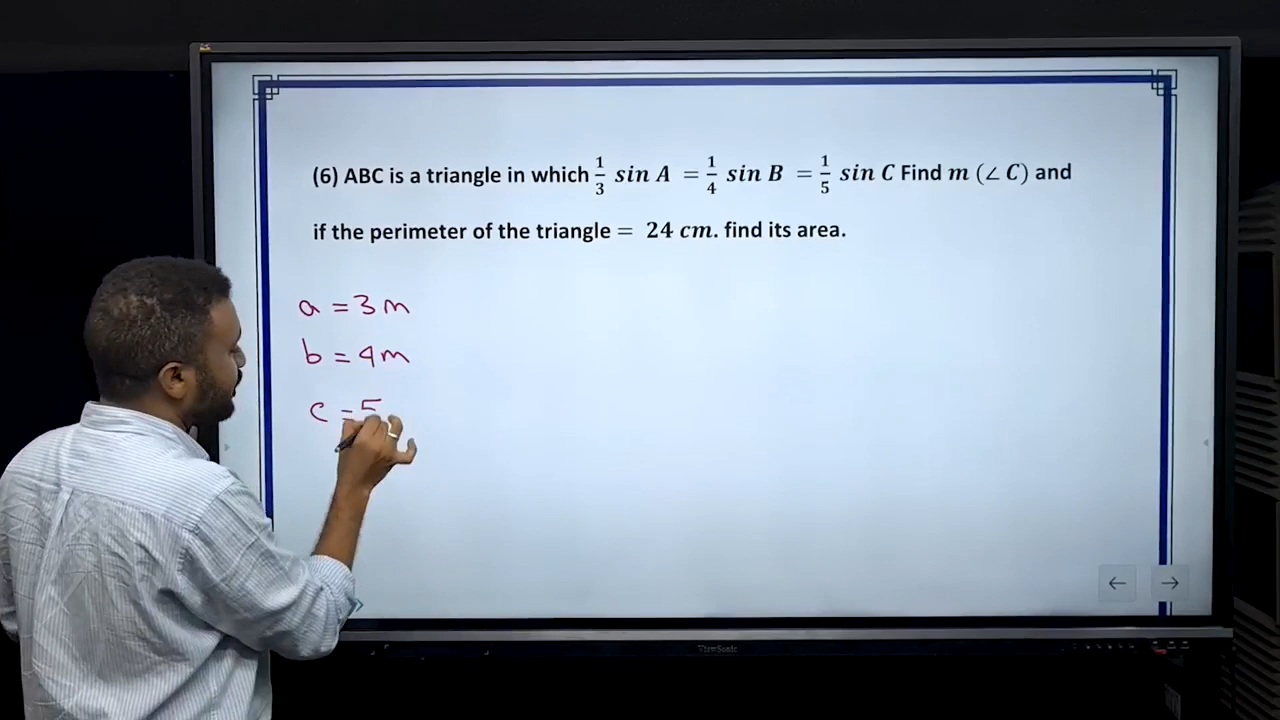 (6) ABC is a triangle in which 1/3 sin A = 1/4 sin B = 1/5 sin C Find m (∠ C) and
if the perimeter of the triangle = 24 cm. find its area.
a = 3 m
b = 4 m
c = 5
ViewSonic